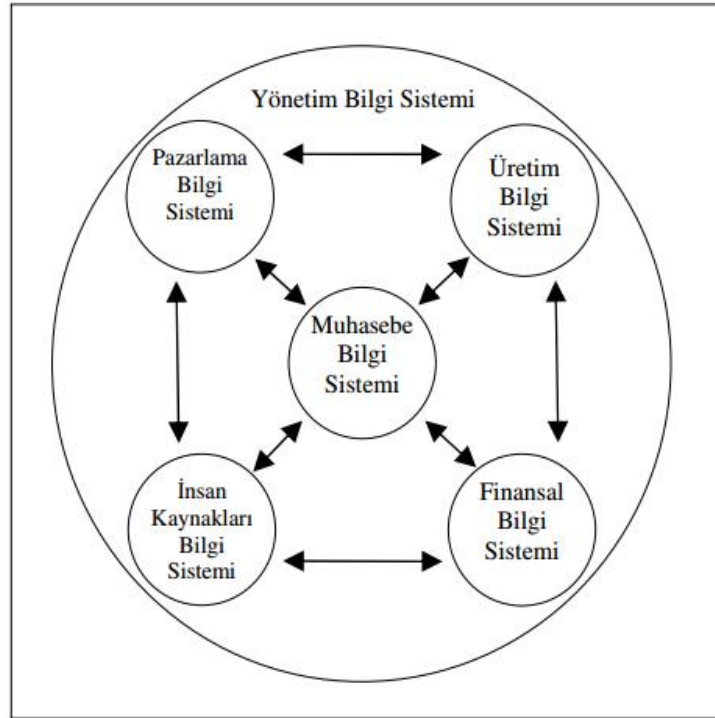 Yönetim Bilgi Sistemi
Pazarlama
Bilgi
Sistemi
Üretim
Bilgi
Sistemi
Muhasebe
Bilgi
Sistemi
İnsan
Kaynakları
Bilgi
Sistemi
Finansal
Bilgi
Sistemi